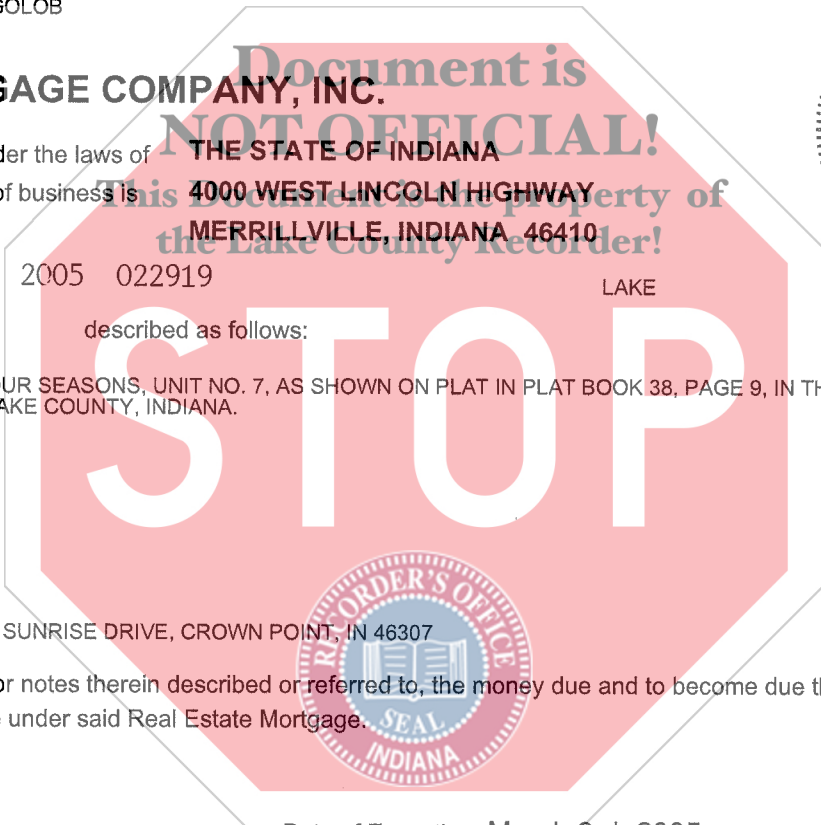 GOLOB
Document is
GAGE COMPANY, INC.
NOT OFFICIAL!
der the laws of THE STATE OF INDIANA
of business is 4000 WEST LINCOLN HIGHWAY
This Document is the property of
MERRILLVILLE, INDIANA 46410
the Lake County Recorder!
2005 022919
LAKE
described as follows:
UR SEASONS, UNIT NO. 7, AS SHOWN ON PLAT IN PLAT BOOK 38, PAGE 9, IN TH
AKE COUNTY, INDIANA.
STOP
RECORDER'S OFFICE
SUNRISE DRIVE, CROWN POINT, IN 46307
or notes therein described or referred to, the money due and to become due th
SEAL
under said Real Estate Mortgage.
INDIANA